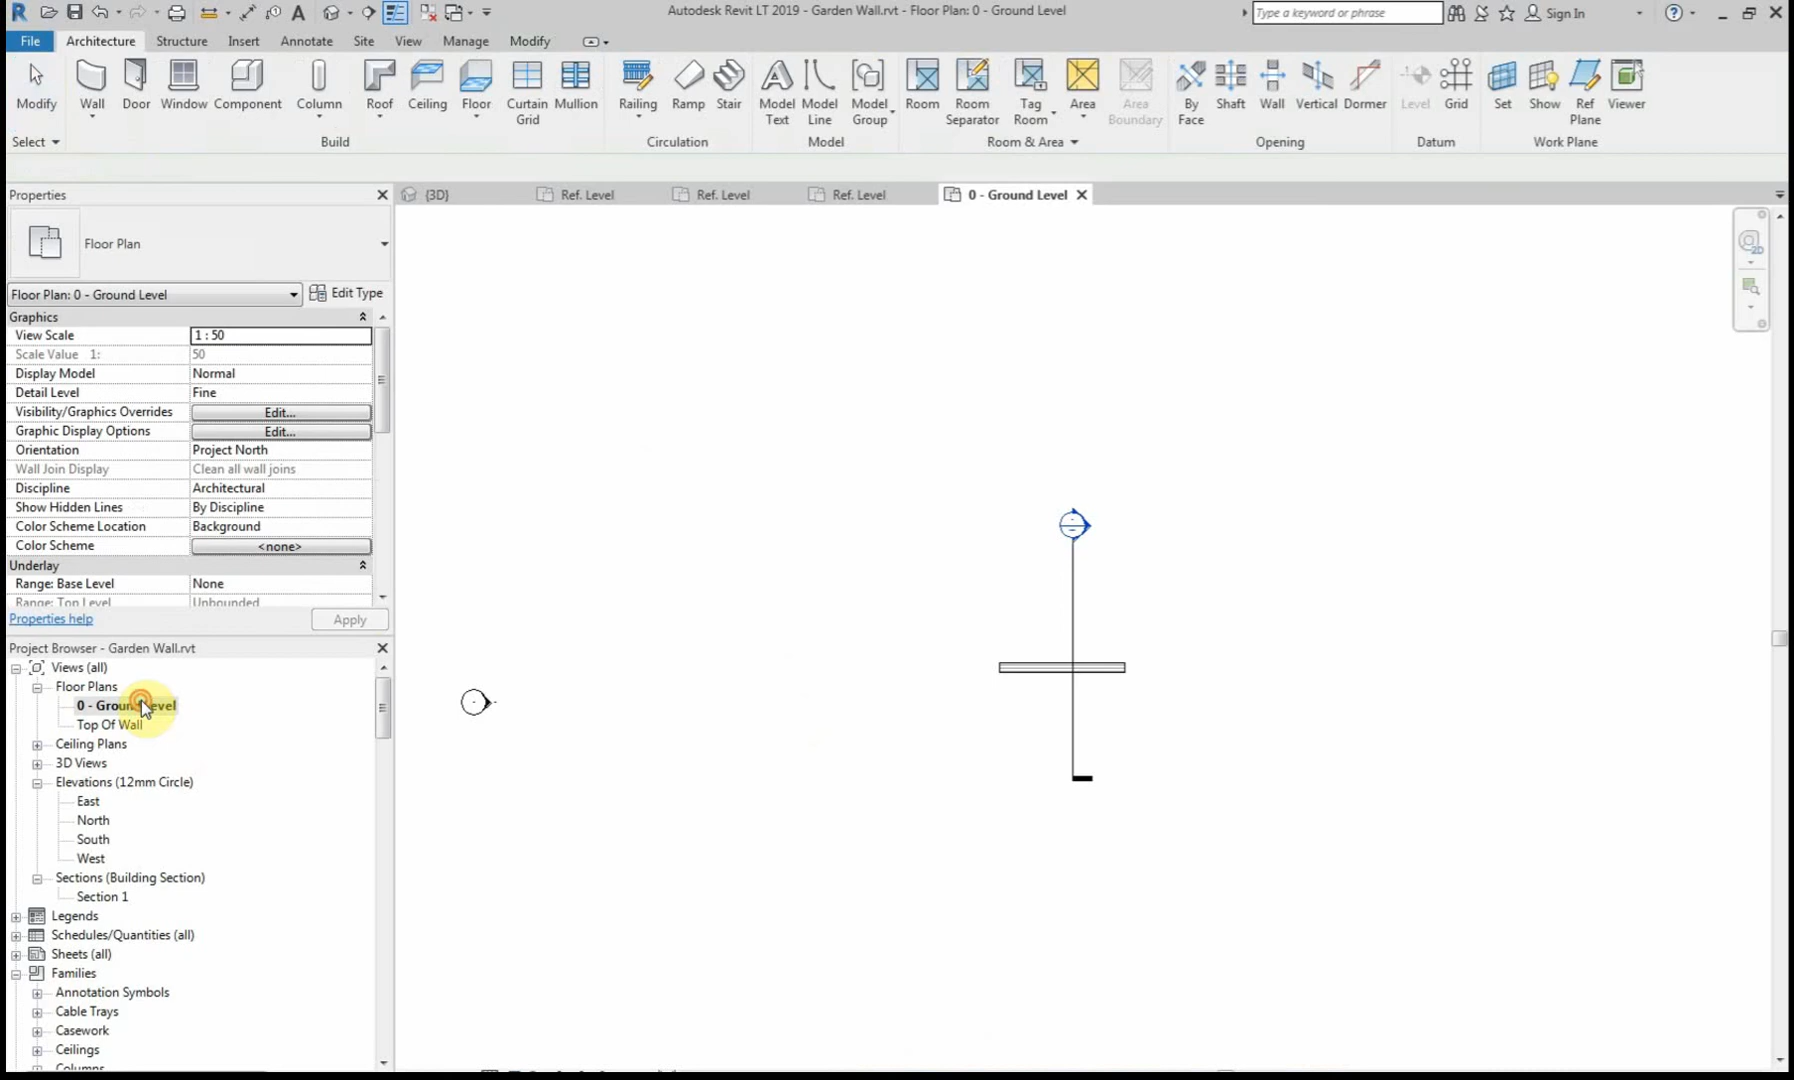 Autodesk Revit LT 2019 - Garden Wall.rvt - Floor Plan: 0 - Ground Level
Type a keyword or phrase
Sign In
File Architecture Structure Insert Annotate Site View Manage Modify
Modify Wall Door Window Component Column Roof Ceiling Floor Curtain Grid Mullion Railing Ramp Stair Model Text Model Line Model Group Room Room Separator Tag Room Area Area Boundary By Face Shaft Wall Vertical Dormer Level Grid Set Show Ref Plane Viewer
Select Build Circulation Model Room & Area Opening Datum Work Plane
Properties
{3D} Ref. Level Ref. Level Ref. Level 0 - Ground Level
Floor Plan
Floor Plan: 0 - Ground Level Edit Type
Graphics
View Scale 1 : 50
Scale Value 1: 50
Display Model Normal
Detail Level Fine
Visibility/Graphics Overrides Edit...
Graphic Display Options Edit...
Orientation Project North
Wall Join Display Clean all wall joins
Discipline Architectural
Show Hidden Lines By Discipline
Color Scheme Location Background
Color Scheme <none>
Underlay
Range: Base Level None
Range: Top Level Unbounded
Properties help Apply
Project Browser - Garden Wall.rvt
Views (all)
Floor Plans
0 - Ground Level
Top Of Wall
Ceiling Plans
3D Views
Elevations (12mm Circle)
East
North
South
West
Sections (Building Section)
Section 1
Legends
Schedules/Quantities (all)
Sheets (all)
Families
Annotation Symbols
Cable Trays
Casework
Ceilings
Columns